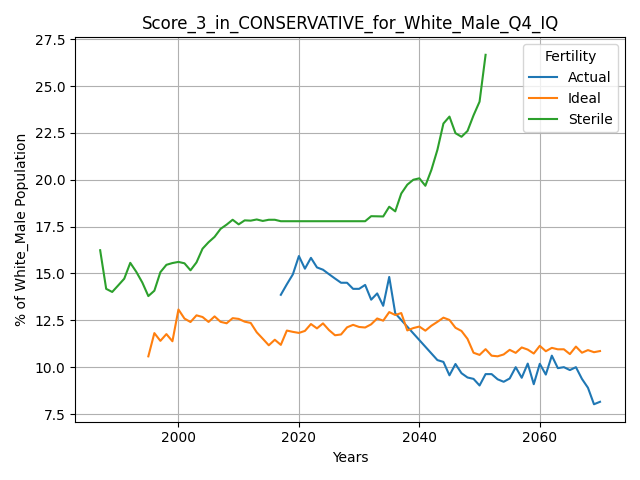 Score_3_in_CONSERVATIVE_for_White_Male_Q4_IQ
% of White_Male Population
27.5
25.0
22.5
20.0
17.5
15.0
12.5
10.0
7.5
Fertility
Actual
Ideal
Sterile
2000
2020
2040
2060
Years